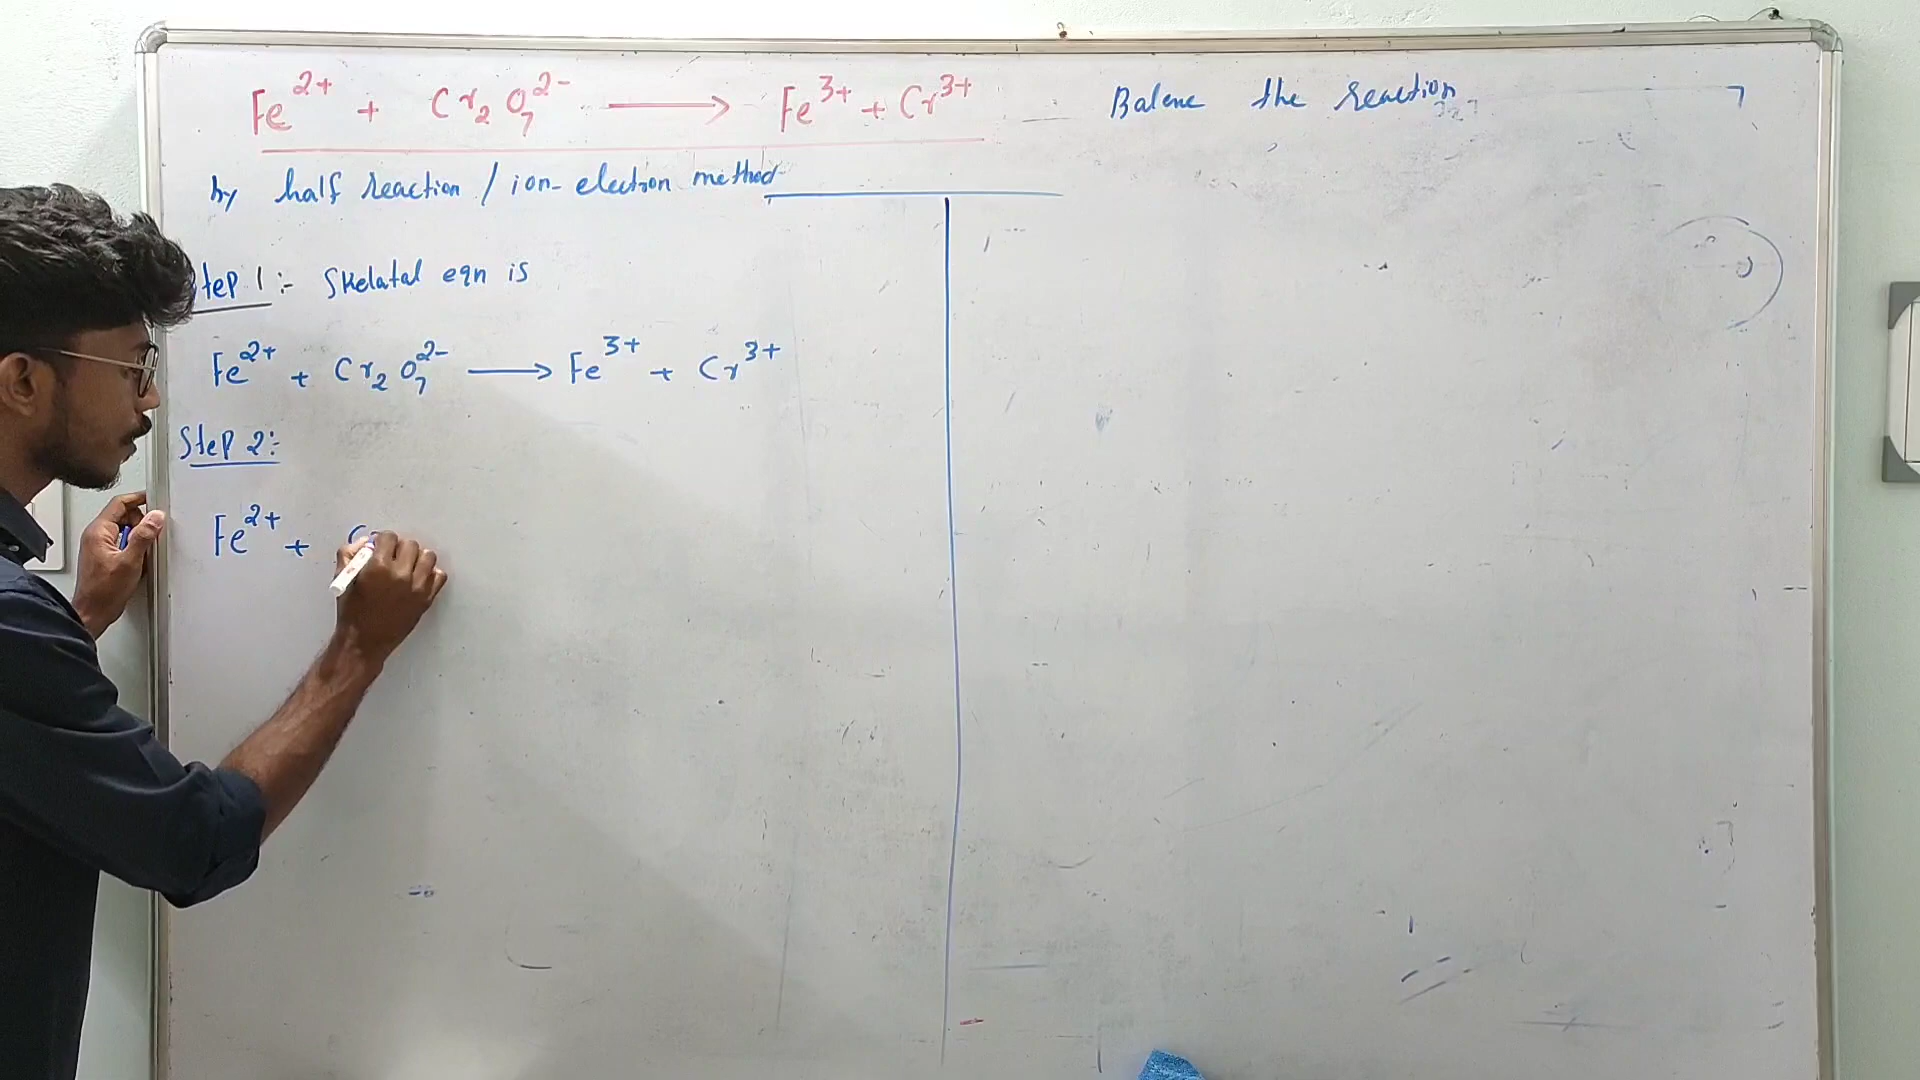 Fe²⁺ + Cr₂O₇²⁻ ⟶ Fe³⁺ + Cr³⁺ Balene the reaction
by half reaction / ion-electron method
Step 1:- Skelatal eqn is
Fe²⁺ + Cr₂O₇²⁻ ⟶ Fe³⁺ + Cr³⁺
Step 2:-
Fe²⁺ + C